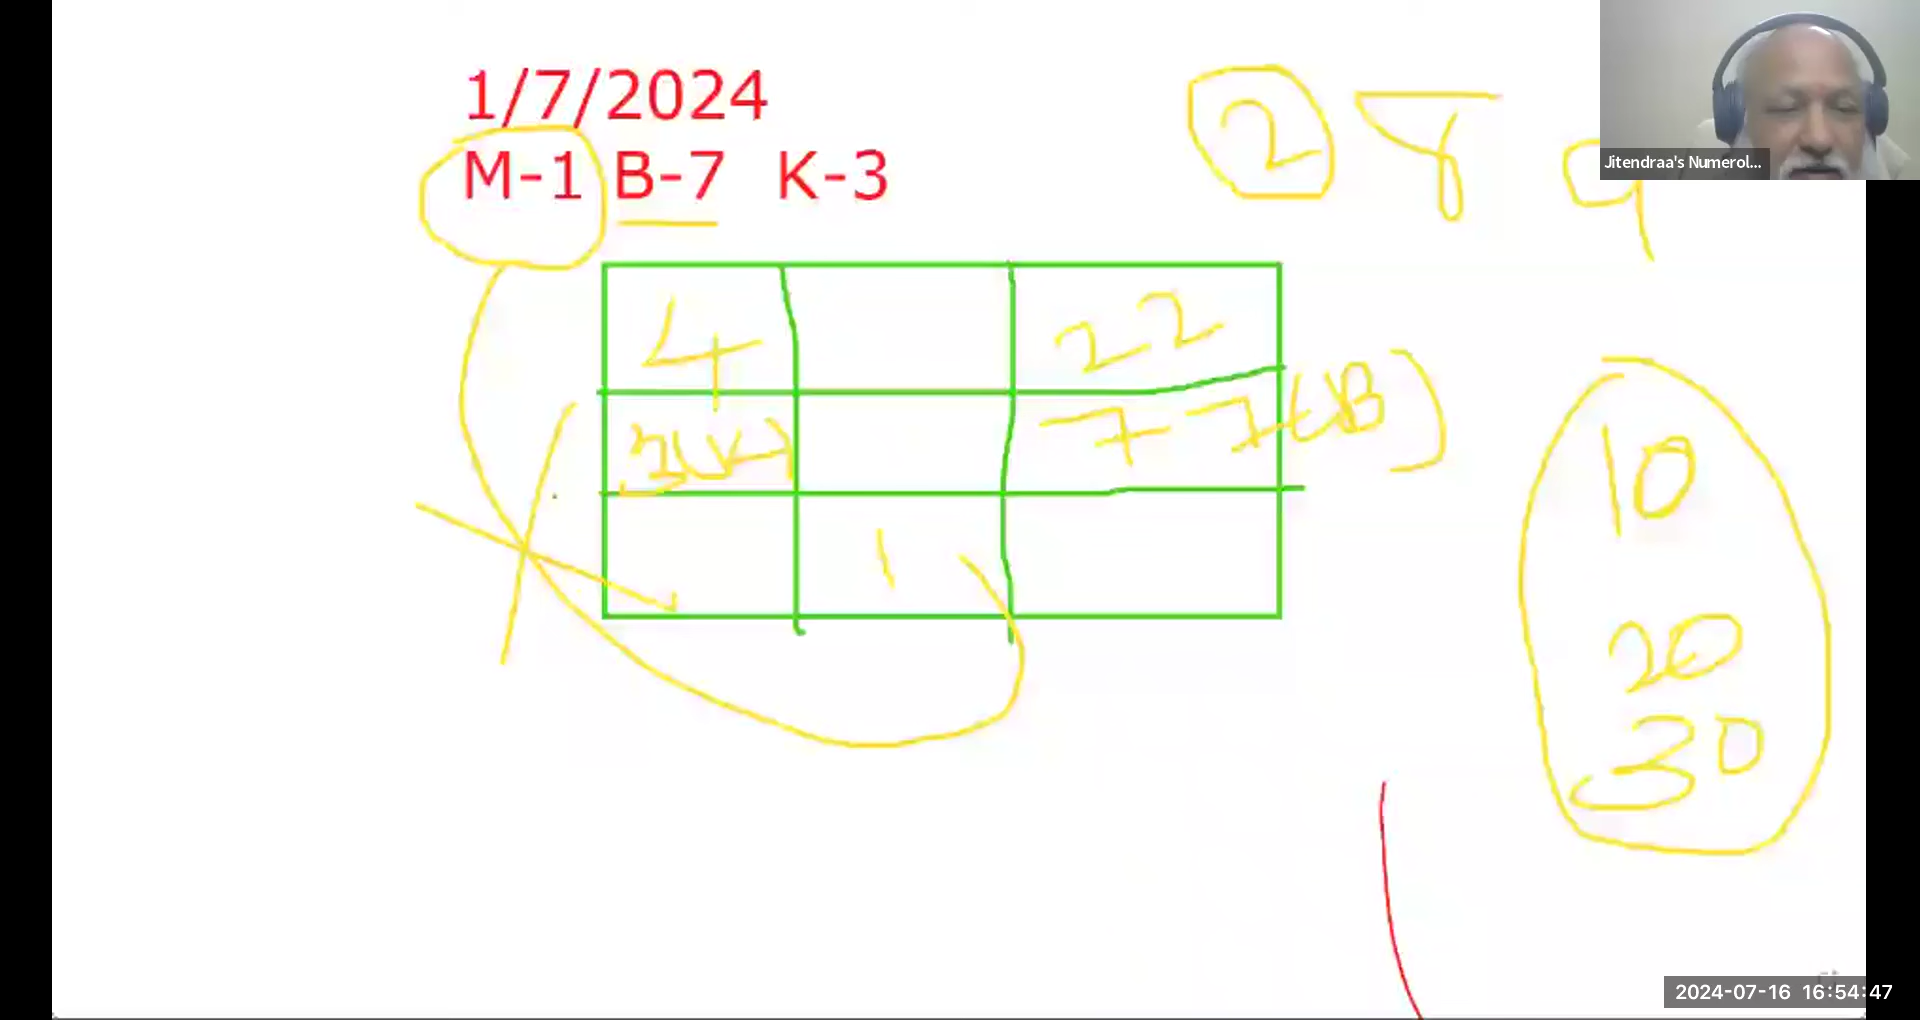 1/7/2024
M-1 B-7 K-3
2 8 9
Jitendraa's Numerol...
4 22
3(K) 7 7(B)
1
10
20
30
2024-07-16 16:54:47